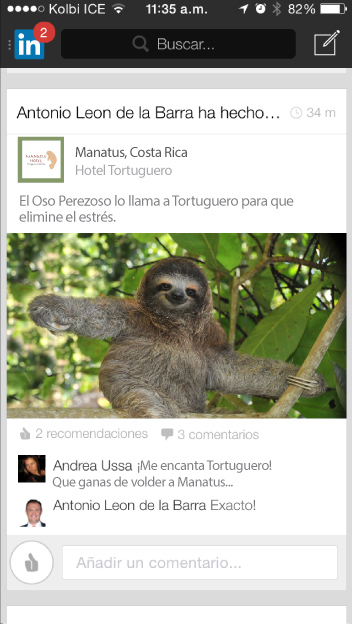 Kolbi ICE 11:35 a.m. 82%
in 2 Buscar...
Antonio Leon de la Barra ha hecho... 34 m
MANATUS
HOTEL
Manatus, Costa Rica
Hotel Tortuguero
El Oso Perezoso lo llama a Tortuguero para que
elimine el estrés.
2 recomendaciones 3 comentarios
Andrea Ussa ¡Me encanta Tortuguero!
Que ganas de volder a Manatus...
Antonio Leon de la Barra Exacto!
Añadir un comentario...